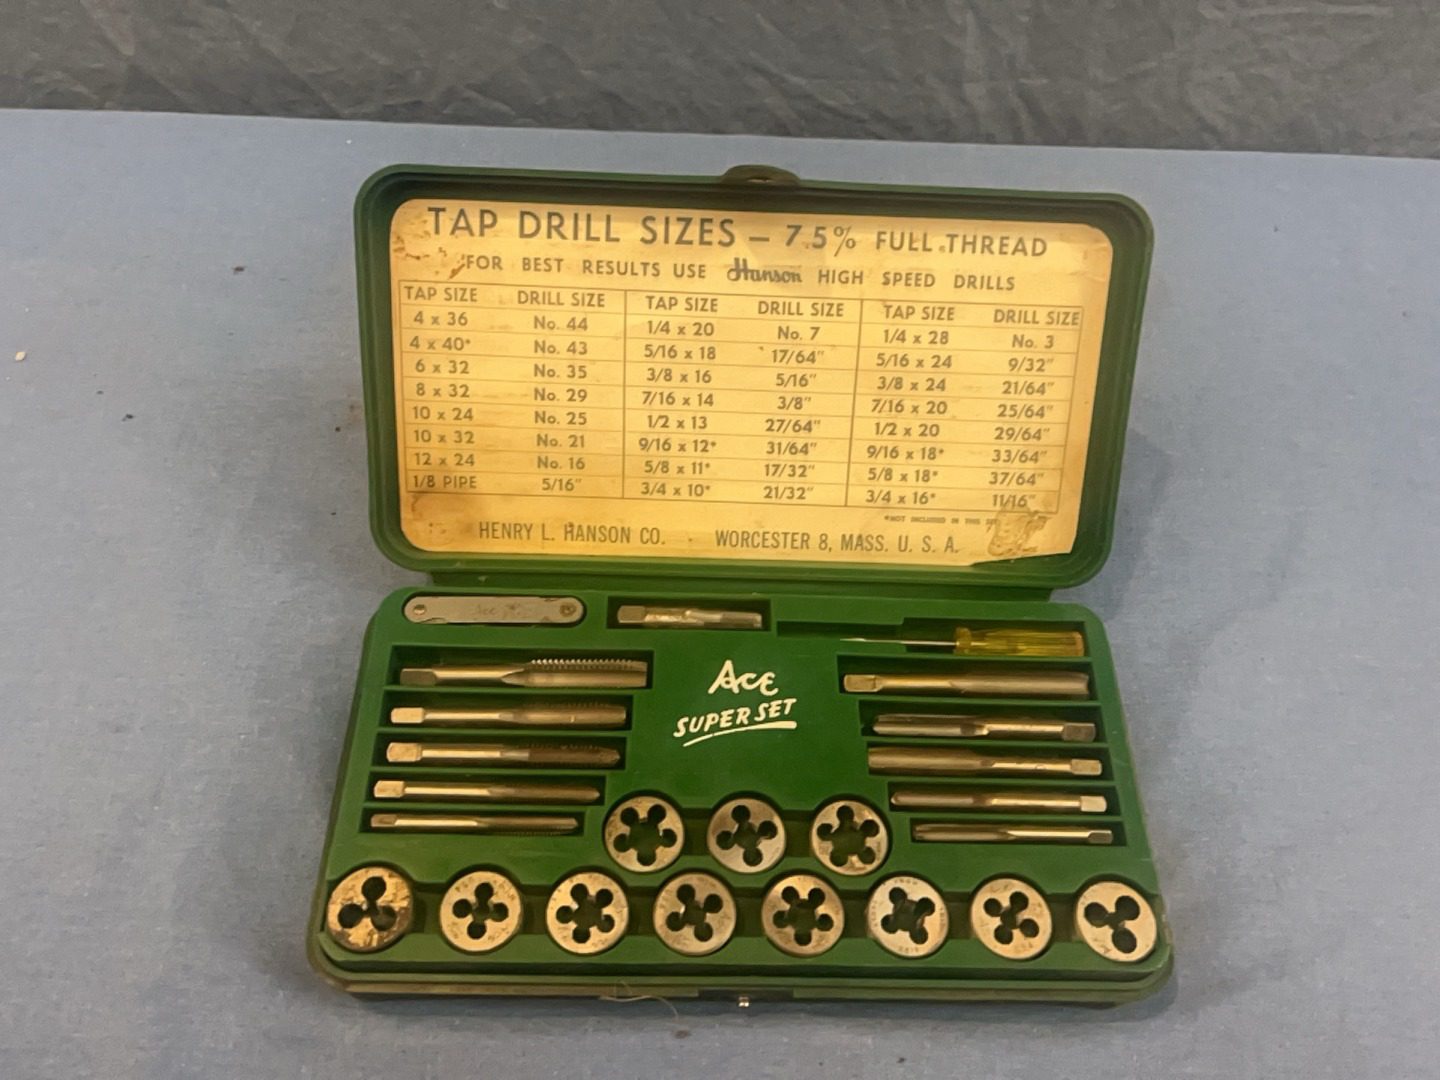 TAP DRILL SIZES – 75% FULL THREAD
FOR BEST RESULTS USE Hanson HIGH SPEED DRILLS
TAP SIZE DRILL SIZE TAP SIZE DRILL SIZE TAP SIZE DRILL SIZE
4 x 36 No. 44 1/4 x 20 No. 7 1/4 x 28 No. 3
4 x 40* No. 43 5/16 x 18 17/64" 5/16 x 24 9/32"
6 x 32 No. 35 3/8 x 16 5/16" 3/8 x 24 21/64"
8 x 32 No. 29 7/16 x 14 3/8" 7/16 x 20 25/64"
10 x 24 No. 25 1/2 x 13 27/64" 1/2 x 20 29/64"
10 x 32 No. 21 9/16 x 12* 31/64" 9/16 x 18* 33/64"
12 x 24 No. 16 5/8 x 11* 17/32" 5/8 x 18* 37/64"
1/8 PIPE 5/16" 3/4 x 10* 21/32" 3/4 x 16* 11/16"
*NOT INCLUDED IN THIS SET
HENRY L. HANSON CO. · WORCESTER 8, MASS. U. S. A.
Ace
ACE
SUPER SET